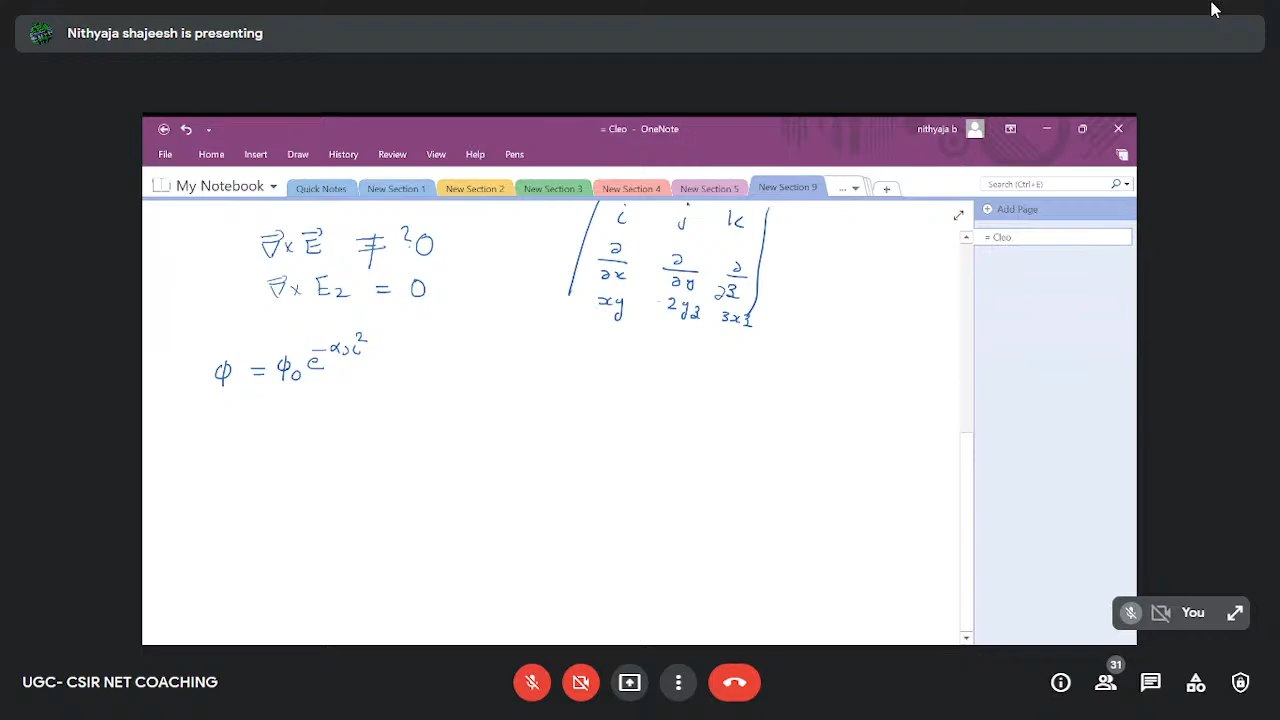 Nithyaja shajeesh is presenting
= Cleo - OneNote
nithyaja b
File Home Insert Draw History Review View Help Pens
My Notebook Quick Notes New Section 1 New Section 2 New Section 3 New Section 4 New Section 5 New Section 9 ... + Search (Ctrl+E)
Add Page
= Cleo
∇⃗ × E⃗ ≠ ?0
∇⃗ × E₂ = 0
i j k
∂/∂x ∂/∂y ∂/∂z
xy 2yz 3xz
φ = φ₀ e^-αx²
You
UGC- CSIR NET COACHING
31